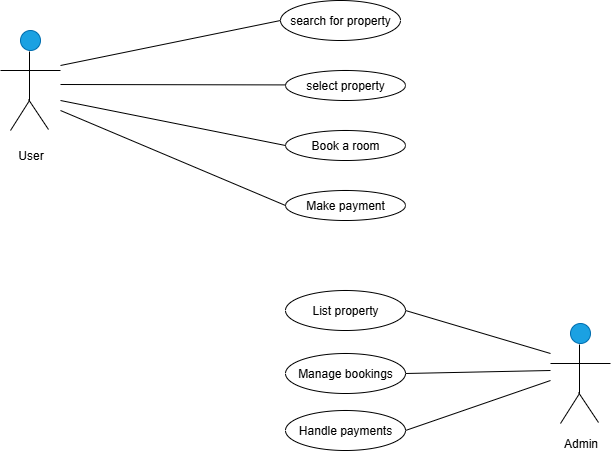 search for property
select property
Book a room
User
Make payment
List property
Manage bookings
Handle payments
Admin